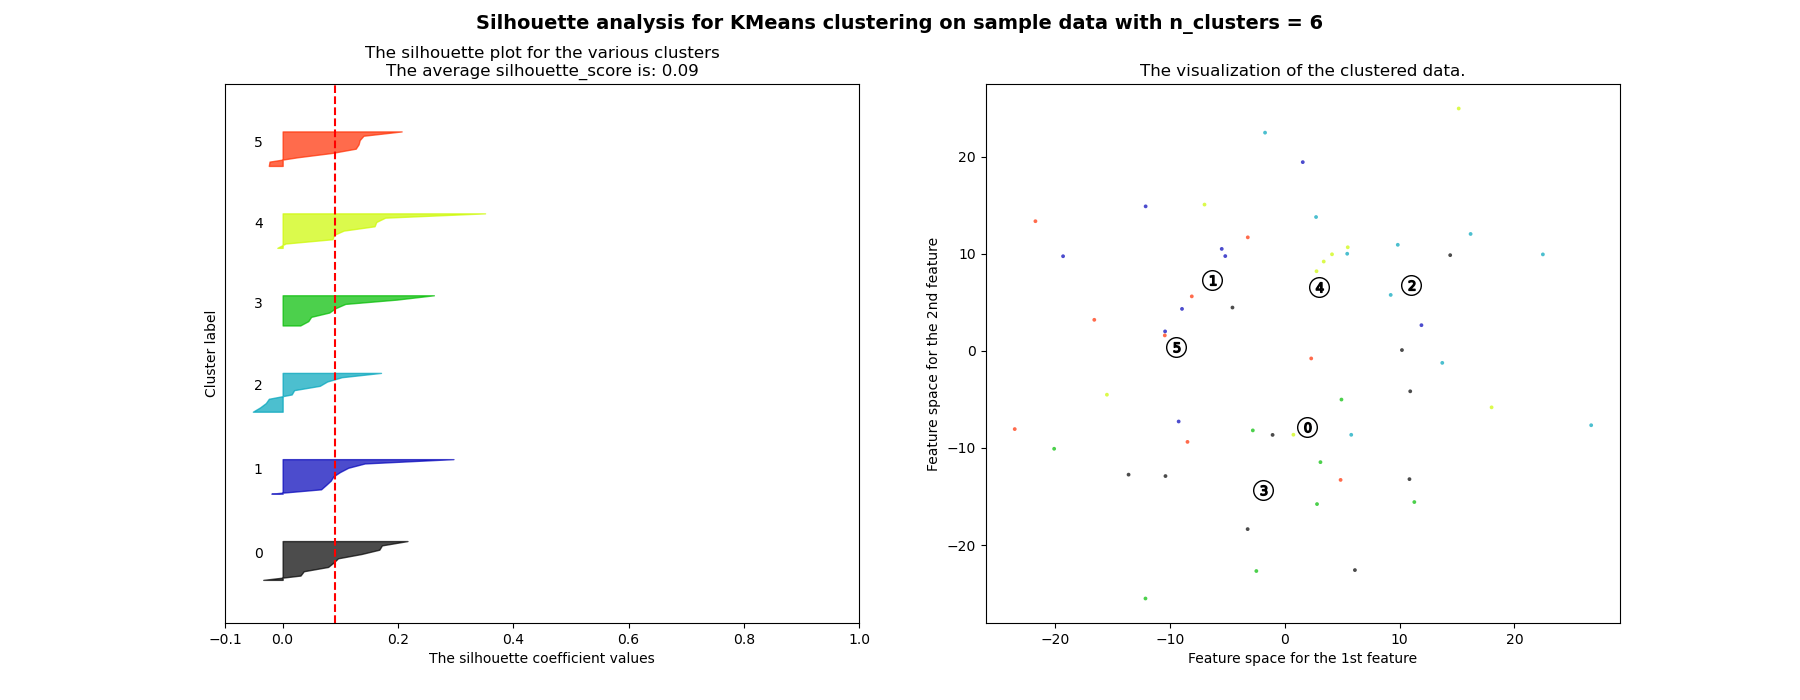 Silhouette analysis for KMeans clustering on sample data with n_clusters = 6
The silhouette plot for the various clusters
The average silhouette_score is: 0.09
5
4
3
2
1
0
Cluster label
−0.1 0.0 0.2 0.4 0.6 0.8 1.0
The silhouette coefficient values
The visualization of the clustered data.
20
10
0
−10
−20
Feature space for the 2nd feature
1
4
2
5
0
3
−20 −10 0 10 20
Feature space for the 1st feature